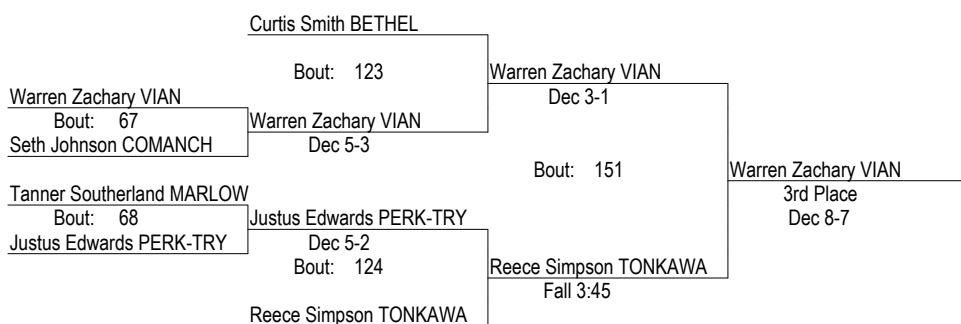 Curtis Smith BETHEL
Bout: 123
Warren Zachary VIAN
Dec 3-1
Warren Zachary VIAN
Bout: 67
Warren Zachary VIAN
Seth Johnson COMANCH
Dec 5-3
Bout: 151
Warren Zachary VIAN
3rd Place
Dec 8-7
Tanner Southerland MARLOW
Bout: 68
Justus Edwards PERK-TRY
Justus Edwards PERK-TRY
Dec 5-2
Bout: 124
Reece Simpson TONKAWA
Fall 3:45
Reece Simpson TONKAWA